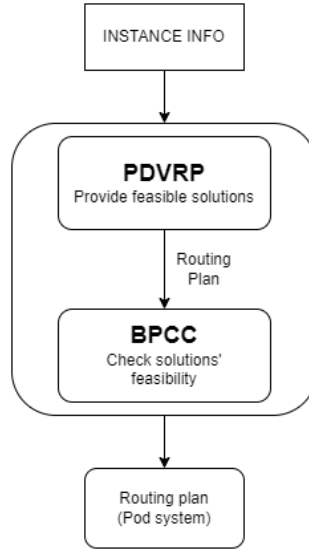 INSTANCE INFO
PDVRP
Provide feasible solutions
Routing
Plan
BPCC
Check solutions'
feasibility
Routing plan
(Pod system)